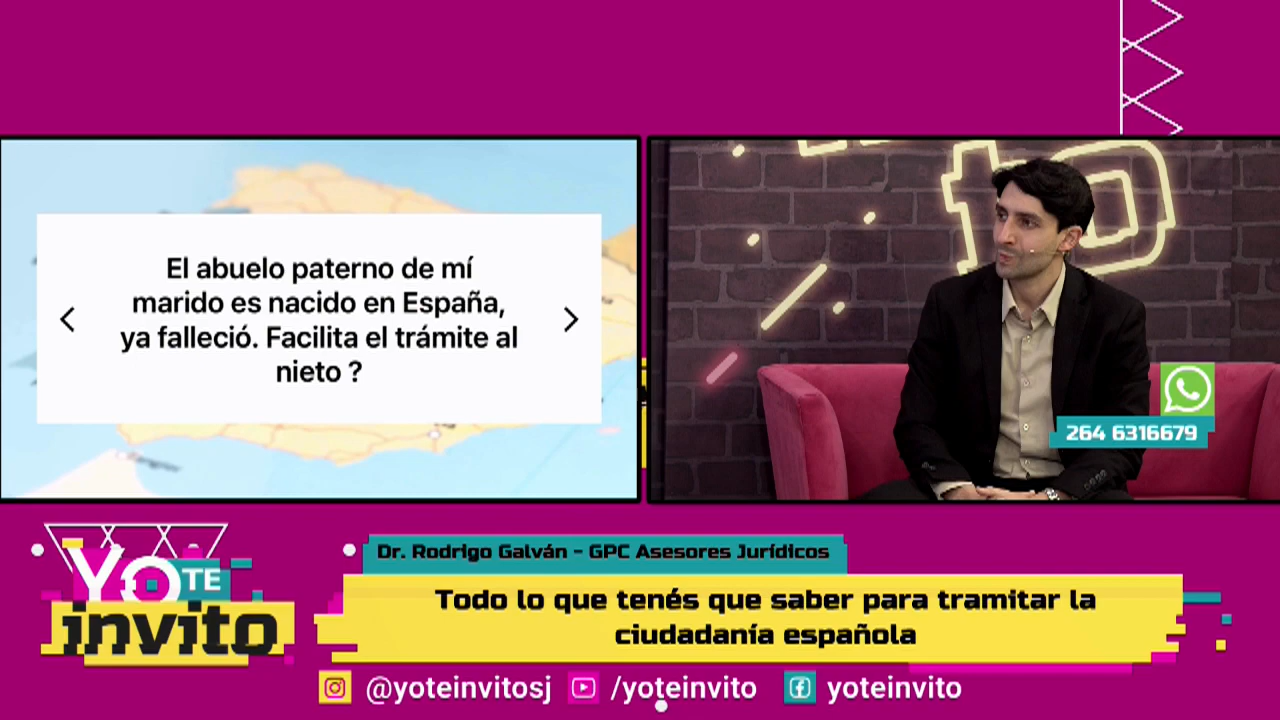 El abuelo paterno de mí
marido es nacido en España,
ya falleció. Facilita el trámite al
nieto ?
to
264 6316679
YO TE
invito
Dr. Rodrigo Galván - GPC Asesores Jurídicos
Todo lo que tenés que saber para tramitar la
ciudadanía española
@yoteinvitosj
/yoteinvito
yoteinvito